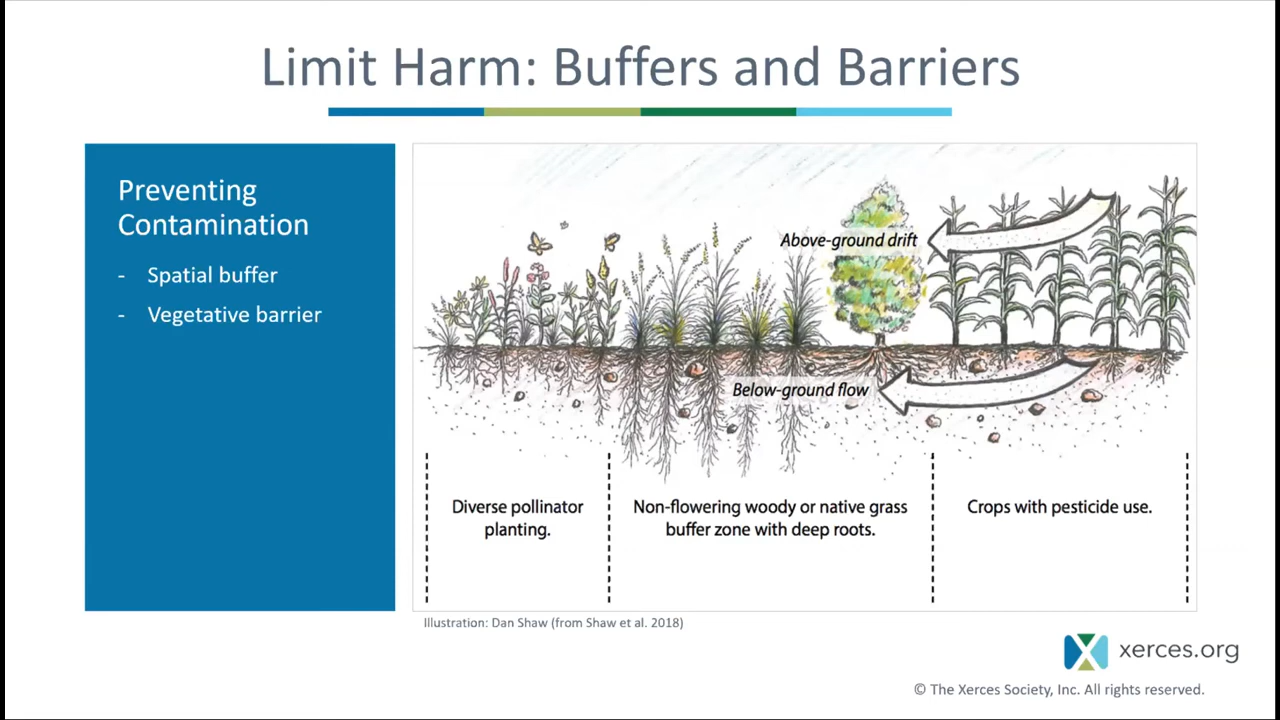 Limit Harm: Buffers and Barriers
Preventing
Contamination
- Spatial buffer
- Vegetative barrier
Above-ground drift
Below-ground flow
Diverse pollinator
planting.
Non-flowering woody or native grass
buffer zone with deep roots.
Crops with pesticide use.
Illustration: Dan Shaw (from Shaw et al. 2018)
xerces.org
© The Xerces Society, Inc. All rights reserved.